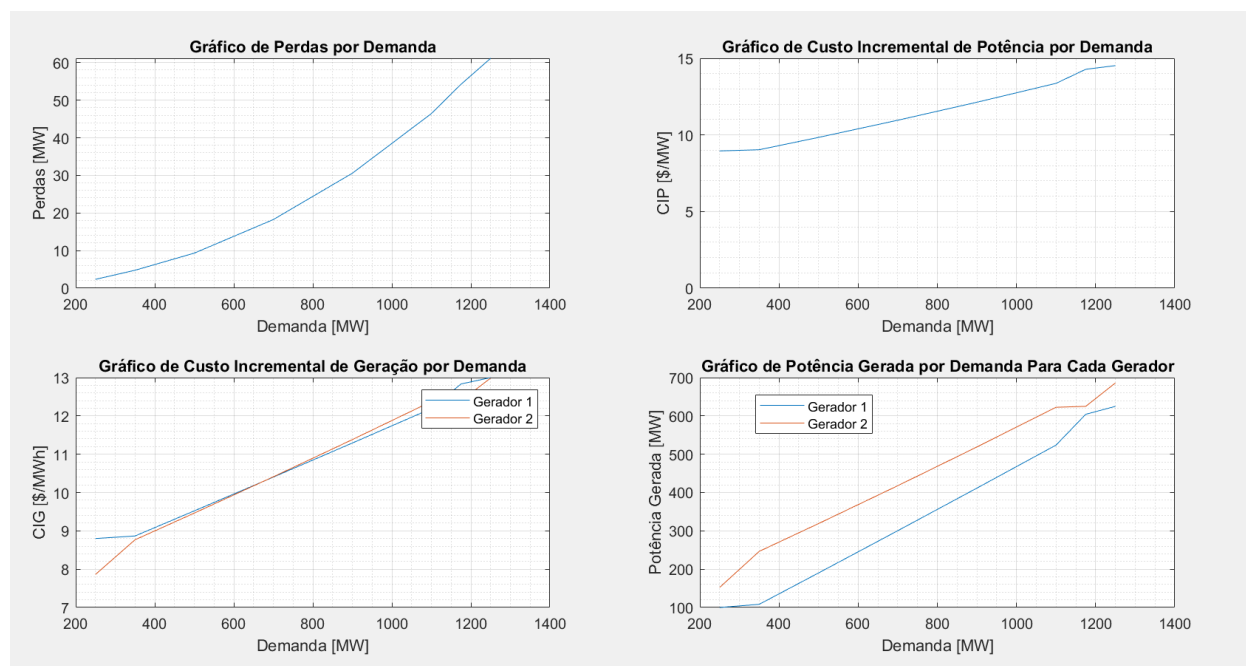 Gráfico de Perdas por Demanda
60
50
40
30
20
10
0
Perdas [MW]
200 400 600 800 1000 1200 1400
Demanda [MW]
Gráfico de Custo Incremental de Potência por Demanda
15
10
5
0
CIP [$/MW]
200 400 600 800 1000 1200 1400
Demanda [MW]
Gráfico de Custo Incremental de Geração por Demanda
13
12
11
10
9
8
7
CIG [$/MWh]
Gerador 1
Gerador 2
200 400 600 800 1000 1200 1400
Demanda [MW]
Gráfico de Potência Gerada por Demanda Para Cada Gerador
700
600
500
400
300
200
100
Potência Gerada [MW]
Gerador 1
Gerador 2
200 400 600 800 1000 1200 1400
Demanda [MW]